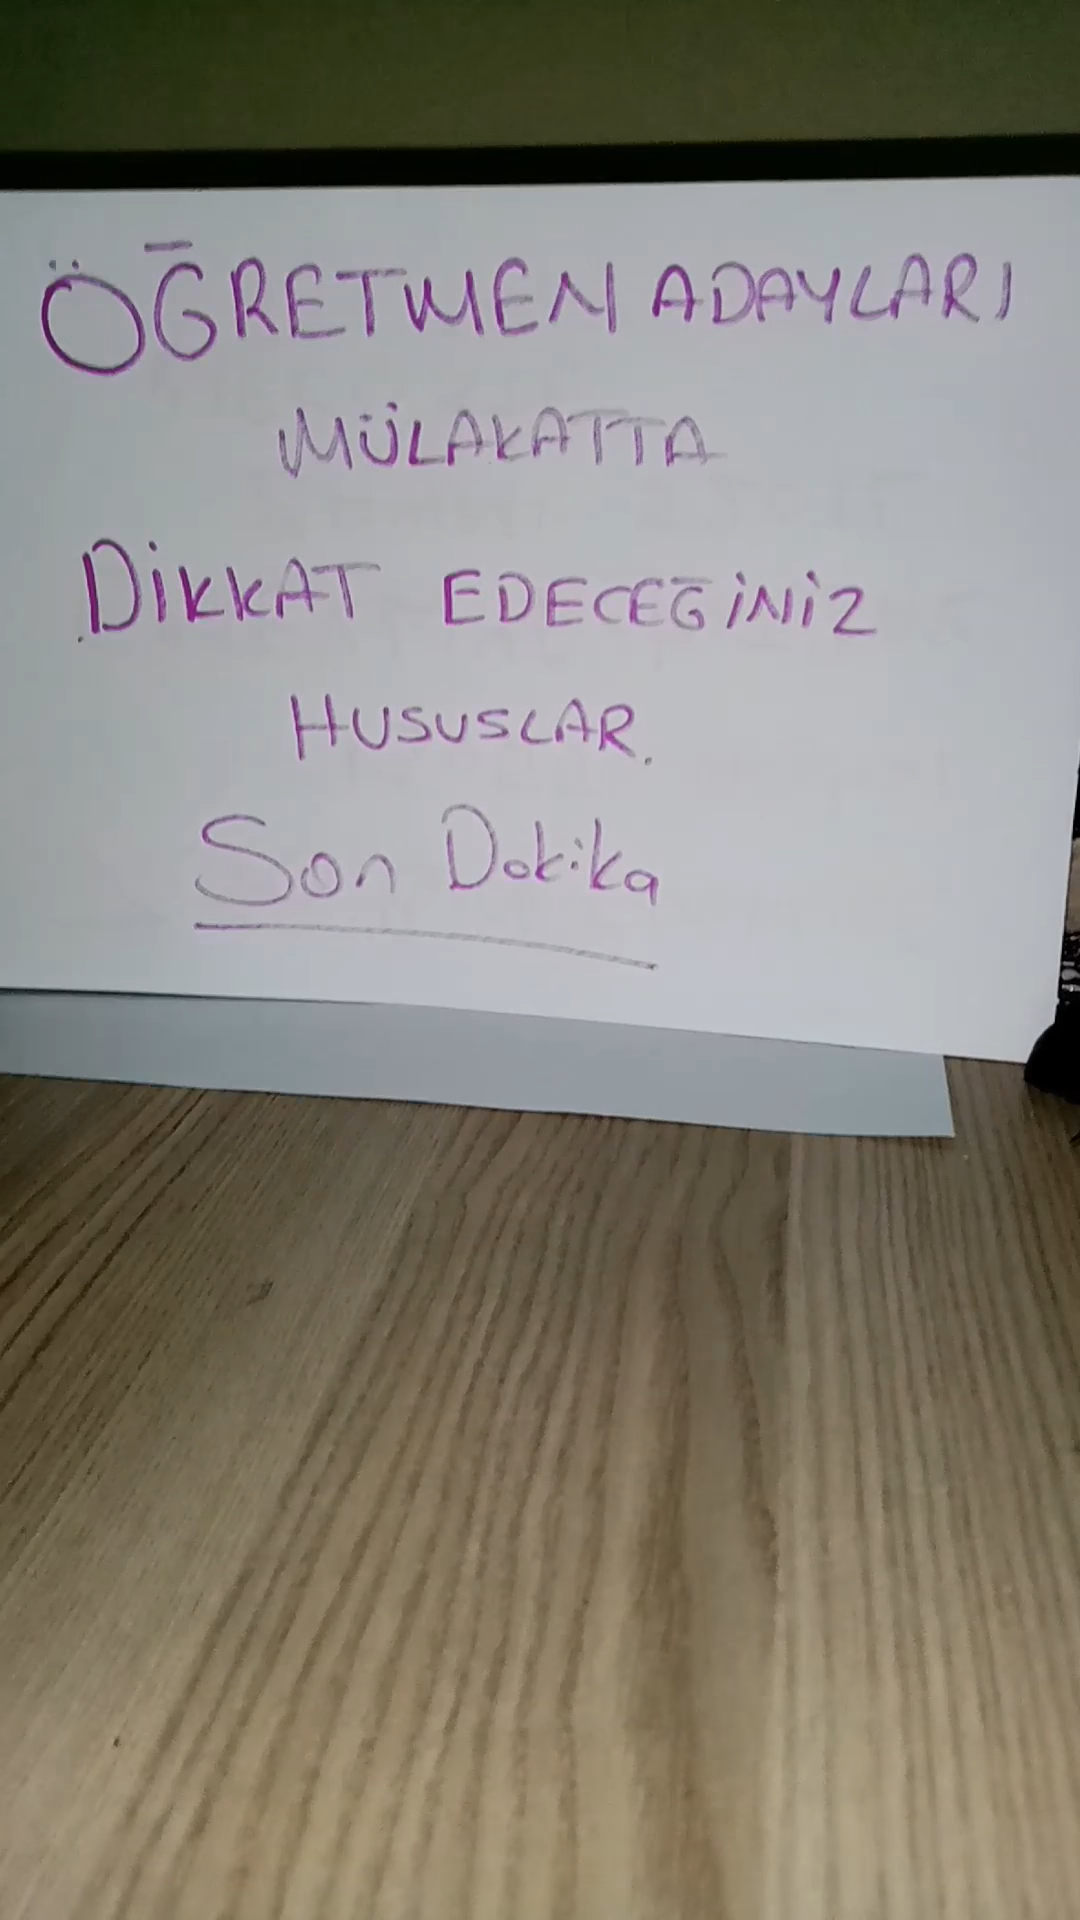 ÖĞRETMEN ADAYLARI
MÜLAKATTA
DİKKAT EDECEĞİNİZ
HUSUSLAR.
Son Dakika